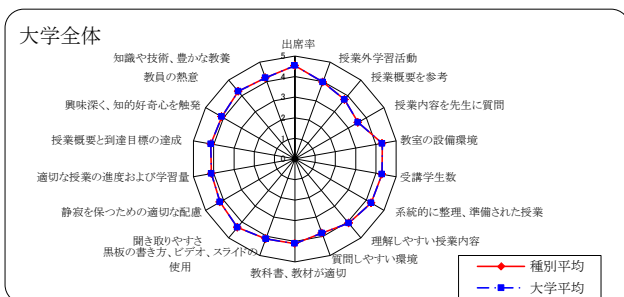 大学全体
出席率
授業外学習活動
授業概要を参考
授業内容を先生に質問
教室の設備環境
受講学生数
系統的に整理、準備された授業
理解しやすい授業内容
質問しやすい環境
教科書、教材が適切
黒板の書き方、ビデオ、スライドの
使用
聞き取りやすさ
静寂を保つための適切な配慮
適切な授業の進度および学習量
授業概要と到達目標の達成
興味深く、知的好奇心を触発
教員の熱意
知識や技術、豊かな教養
5
4
3
2
1
0
種別平均
大学平均